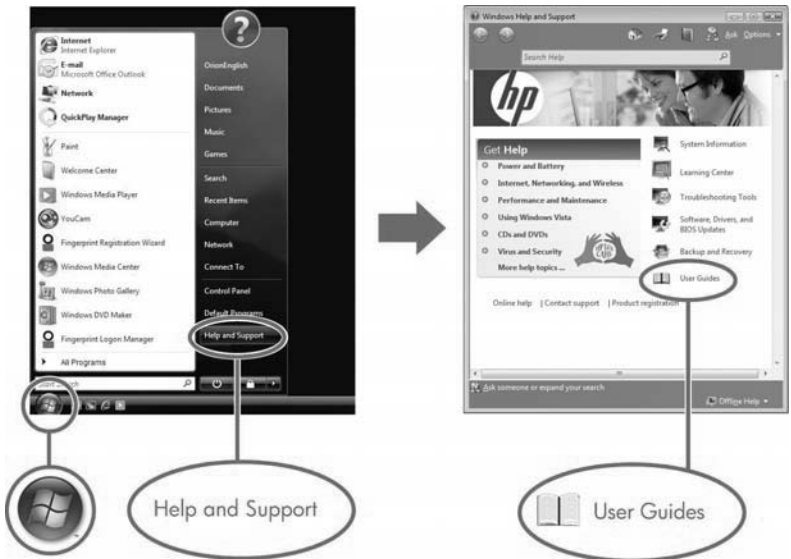 Internet
Internet Explorer
E-mail
Microsoft Office Outlook
Network
QuickPlay Manager
Paint
Welcome Center
Windows Media Player
YouCam
Fingerprint Registration Wizard
Windows Media Center
Windows Photo Gallery
Windows DVD Maker
Fingerprint Logon Manager
All Programs
Start Search
?
OrionEnglish
Documents
Pictures
Music
Games
Search
Recent Items
Computer
Network
Connect To
Control Panel
Default Programs
Help and Support
Help and Support
Windows Help and Support
Ask Options
Search Help
hp
Get Help
Power and Battery
Internet, Networking, and Wireless
Performance and Maintenance
Using Windows Vista
CDs and DVDs
Virus and Security
More help topics ...
System Information
Learning Center
Troubleshooting Tools
Software, Drivers, and
BIOS Updates
Backup and Recovery
User Guides
Online help | Contact support | Product registration
Ask someone or expand your search
Offline Help
User Guides